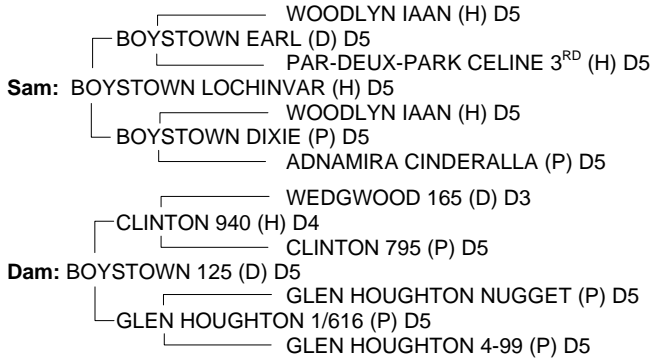 WOODLYN IAAN (H) D5
BOYSTOWN EARL (D) D5
PAR-DEUX-PARK CELINE 3RD (H) D5
Sam: BOYSTOWN LOCHINVAR (H) D5
WOODLYN IAAN (H) D5
BOYSTOWN DIXIE (P) D5
ADNAMIRA CINDERALLA (P) D5
WEDGWOOD 165 (D) D3
CLINTON 940 (H) D4
CLINTON 795 (P) D5
Dam: BOYSTOWN 125 (D) D5
GLEN HOUGHTON NUGGET (P) D5
GLEN HOUGHTON 1/616 (P) D5
GLEN HOUGHTON 4-99 (P) D5